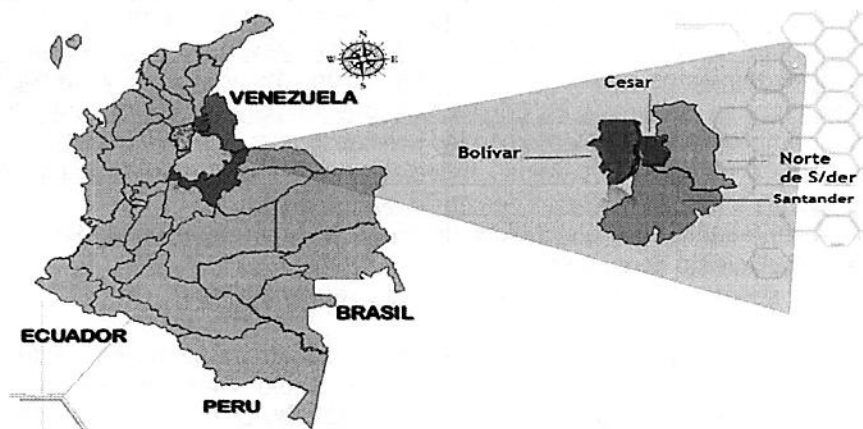 N
W
E
S
VENEZUELA
Cesar
Bolívar
Norte
de S/der
Santander
BRASIL
ECUADOR
PERU